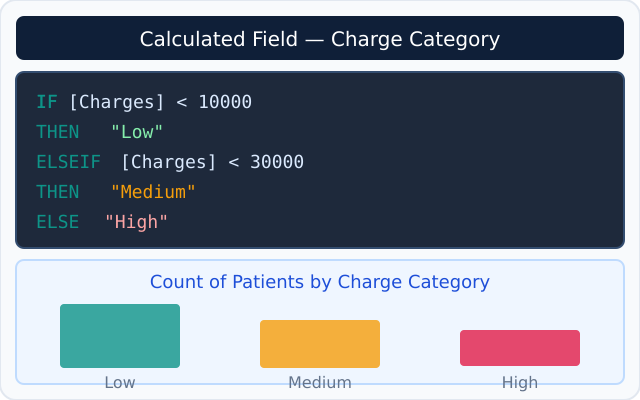 Calculated Field — Charge Category
IF [Charges] < 10000
THEN "Low"
ELSEIF [Charges] < 30000
THEN "Medium"
ELSE "High"
Count of Patients by Charge Category
Low Medium High